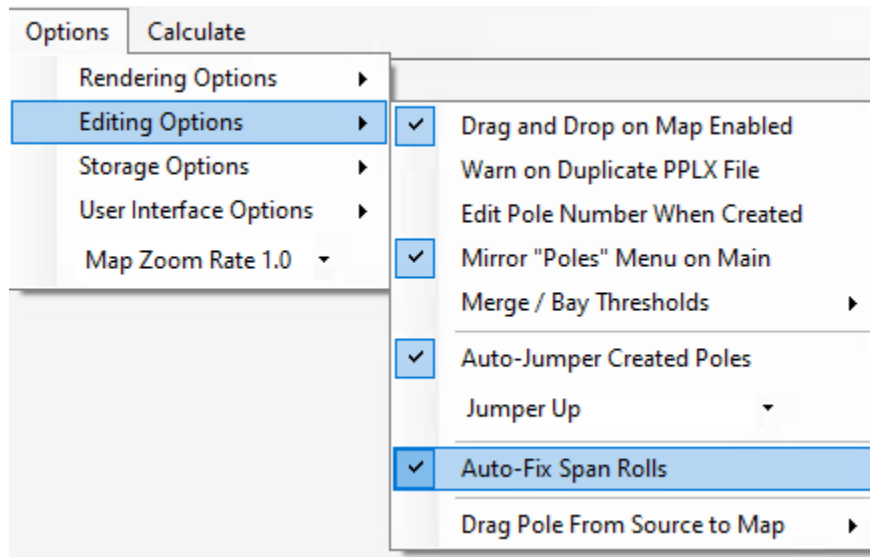 Options Calculate
Rendering Options
Editing Options
Storage Options
User Interface Options
Map Zoom Rate 1.0
Drag and Drop on Map Enabled
Warn on Duplicate PPLX File
Edit Pole Number When Created
Mirror "Poles" Menu on Main
Merge / Bay Thresholds
Auto-Jumper Created Poles
Jumper Up
Auto-Fix Span Rolls
Drag Pole From Source to Map